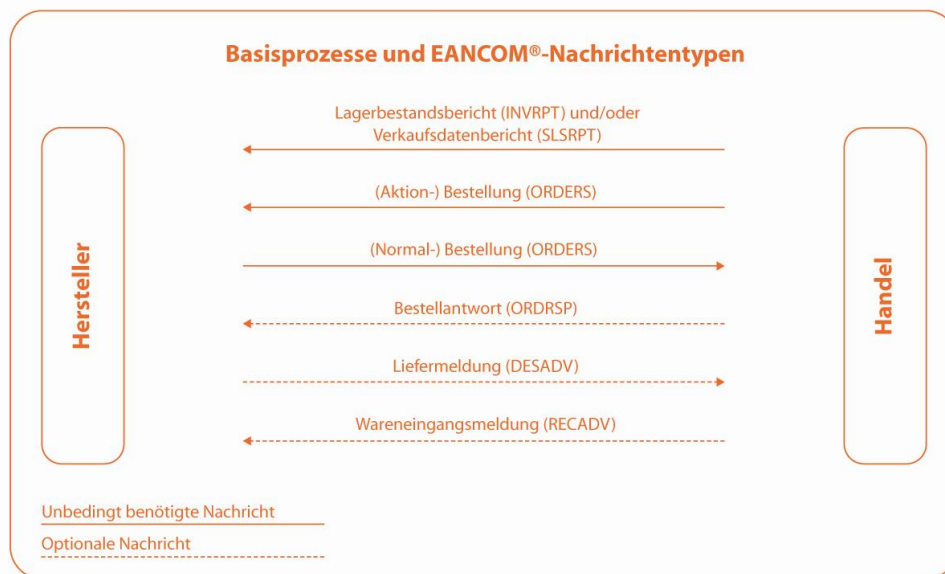 Basisprozesse und EANCOM®-Nachrichtentypen
Lagerbestandsbericht (INVRPT) und/oder
Verkaufsdatenbericht (SLSRPT)
(Aktion-) Bestellung (ORDERS)
(Normal-) Bestellung (ORDERS)
Bestellantwort (ORDRSP)
Liefermeldung (DESADV)
Wareneingangsmeldung (RECADV)
Hersteller
Handel
Unbedingt benötigte Nachricht
Optionale Nachricht